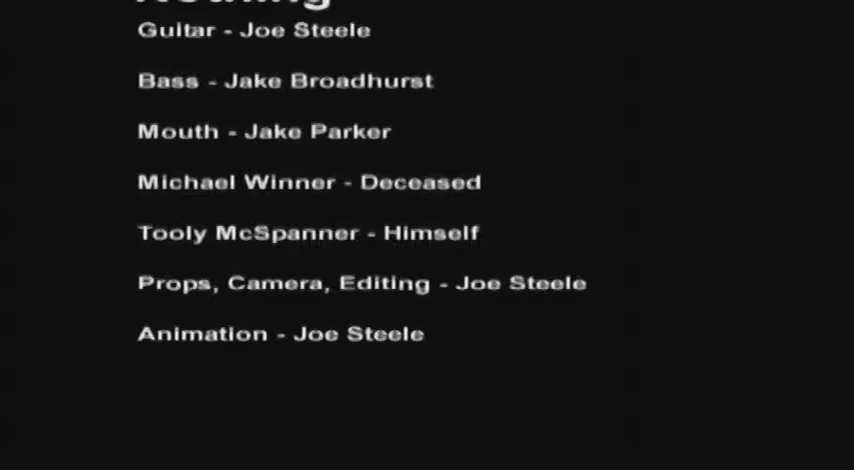 Guitar - Joe Steele
Bass - Jake Broadhurst
Mouth - Jake Parker
Michael Winner - Deceased
Tooly McSpanner - Himself
Props, Camera, Editing - Joe Steele
Animation - Joe Steele